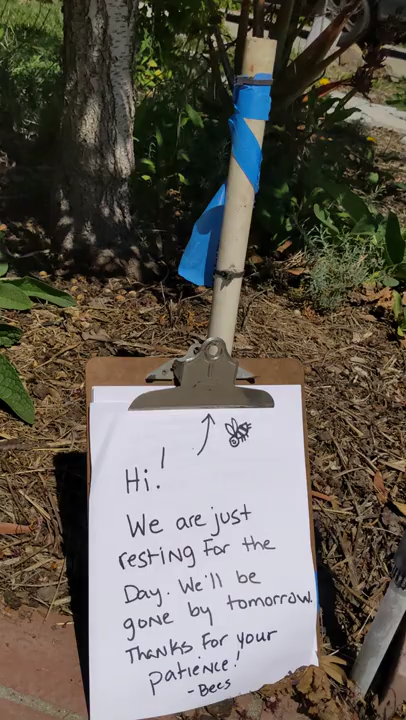 Hi!
We are just
resting For the
Day. We'll be
gone by tomorrow.
Thanks For your
patience!
-Bees